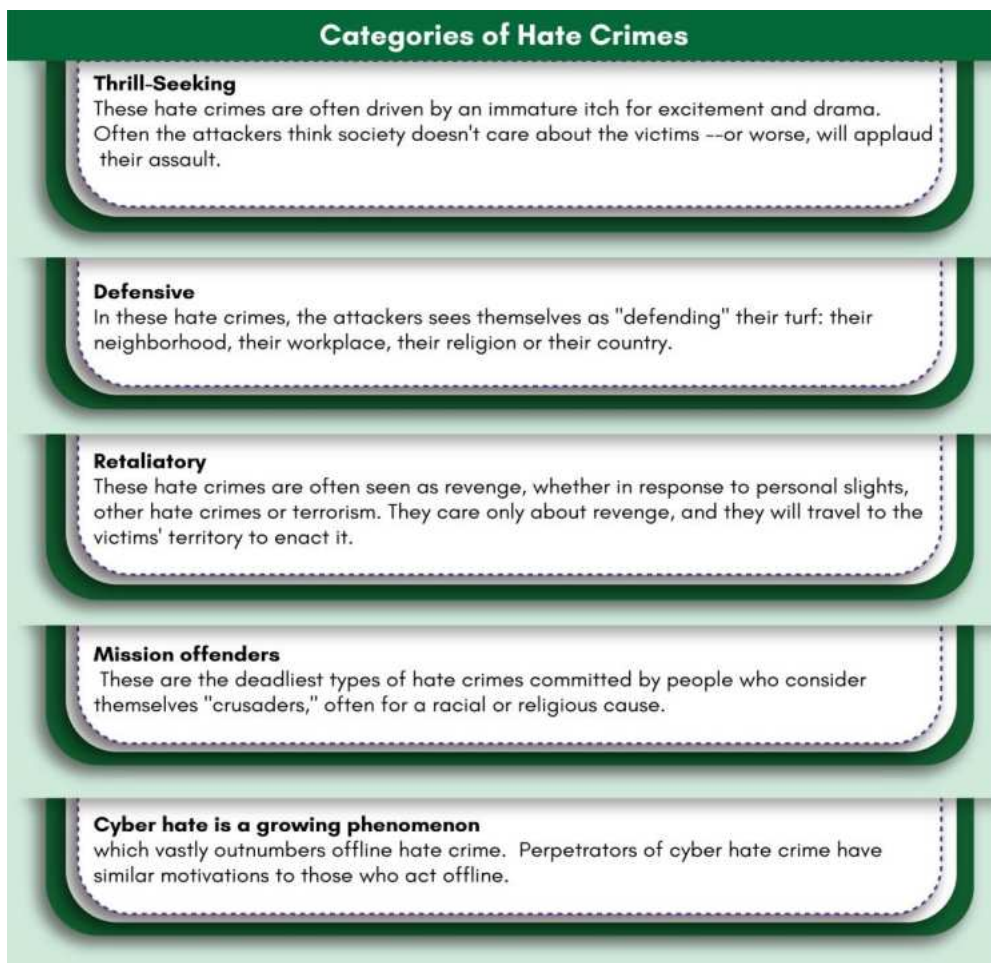 Categories of Hate Crimes
Thrill-Seeking
These hate crimes are often driven by an immature itch for excitement and drama.
Often the attackers think society doesn't care about the victims --or worse, will applaud
their assault.
Defensive
In these hate crimes, the attackers sees themselves as "defending" their turf: their
neighborhood, their workplace, their religion or their country.
Retaliatory
These hate crimes are often seen as revenge, whether in response to personal slights,
other hate crimes or terrorism. They care only about revenge, and they will travel to the
victims' territory to enact it.
Mission offenders
These are the deadliest types of hate crimes committed by people who consider
themselves "crusaders," often for a racial or religious cause.
Cyber hate is a growing phenomenon
which vastly outnumbers offline hate crime. Perpetrators of cyber hate crime have
similar motivations to those who act offline.